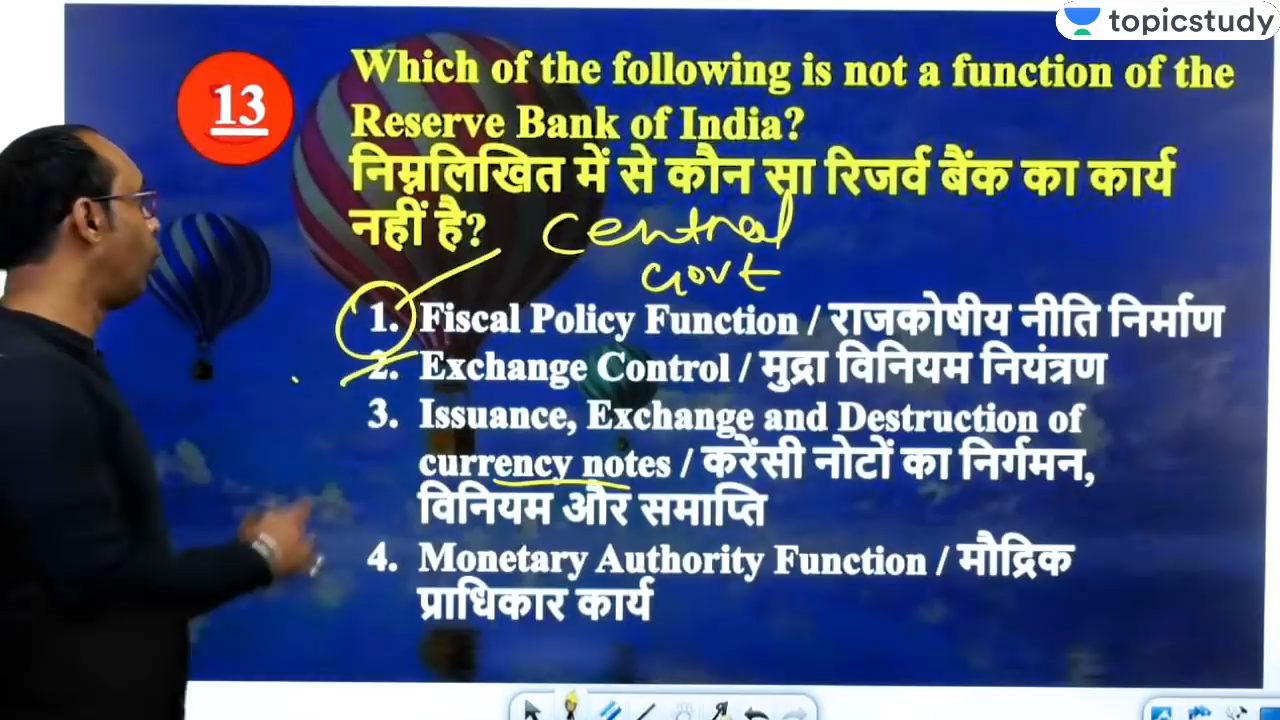 topicstudy
13
Which of the following is not a function of the
Reserve Bank of India?
निम्नलिखित में से कौन सा रिजर्व बैंक का कार्य
नहीं है?
Central
Govt
1. Fiscal Policy Function / राजकोषीय नीति निर्माण
2. Exchange Control / मुद्रा विनियम नियंत्रण
3. Issuance, Exchange and Destruction of
currency notes / करेंसी नोटों का निर्गमन,
विनियम और समाप्ति
4. Monetary Authority Function / मौद्रिक
प्राधिकार कार्य